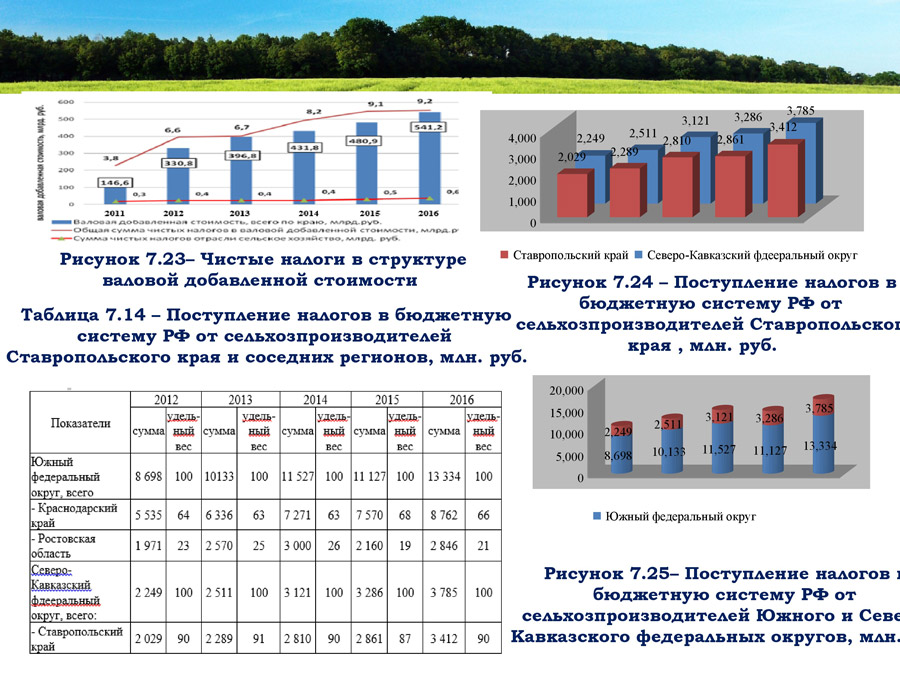 валовая добавленная стоимость, млрд. руб.
600
500
400
300
200
100
0
3,8
6,6
6,7
8,2
9,1
9,2
146,6
330,8
396,8
431,8
480,9
541,2
0,3
0,4
0,4
0,4
0,5
0,6
2011 2012 2013 2014 2015 2016
Валовая добавленная стоимость, всего по краю, млрд.руб.
Общая сумма чистых налогов в валовой добавленной стоимости, млрд.р
Сумма чистых налогов отрасли сельское хозяйство, млрд. руб.
Рисунок 7.23– Чистые налоги в структуре
валовой добавленной стоимости
Таблица 7.14 – Поступление налогов в бюджетную
систему РФ от сельхозпроизводителей
Ставропольского края и соседних регионов, млн. руб.
Показатели 2012 2013 2014 2015 2016
сумма удель-ный вес сумма удель-ный вес сумма удель-ный вес сумма удель-ный вес сумма удель-ный вес
Южный
федеральный
округ, всего 8 698 100 10133 100 11 527 100 11 127 100 13 334 100
- Краснодарский
край 5 535 64 6 336 63 7 271 63 7 570 68 8 762 66
- Ростовская
область 1 971 23 2 570 25 3 000 26 2 160 19 2 846 21
Северо-
Кавказский
фдееральный
округ, всего: 2 249 100 2 511 100 3 121 100 3 286 100 3 785 100
- Ставропольский
край 2 029 90 2 289 91 2 810 90 2 861 87 3 412 90
4,000
3,000
2,000
1,000
0
2,249
2,511
3,121
3,286
3,785
2,029
2,289
2,810
2,861
3,412
Ставропольский край Северо-Кавказский фдееральный округ
Рисунок 7.24 – Поступление налогов в
бюджетную систему РФ от
сельхозпроизводителей Ставропольског
края , млн. руб.
20,000
15,000
10,000
5,000
0
2,249
2,511
3,121
3,286
3,785
8,698
10,133
11,527
11,127
13,334
Южный федеральный округ
Рисунок 7.25– Поступление налогов в
бюджетную систему РФ от
сельхозпроизводителей Южного и Севе
Кавказского федеральных округов, млн.